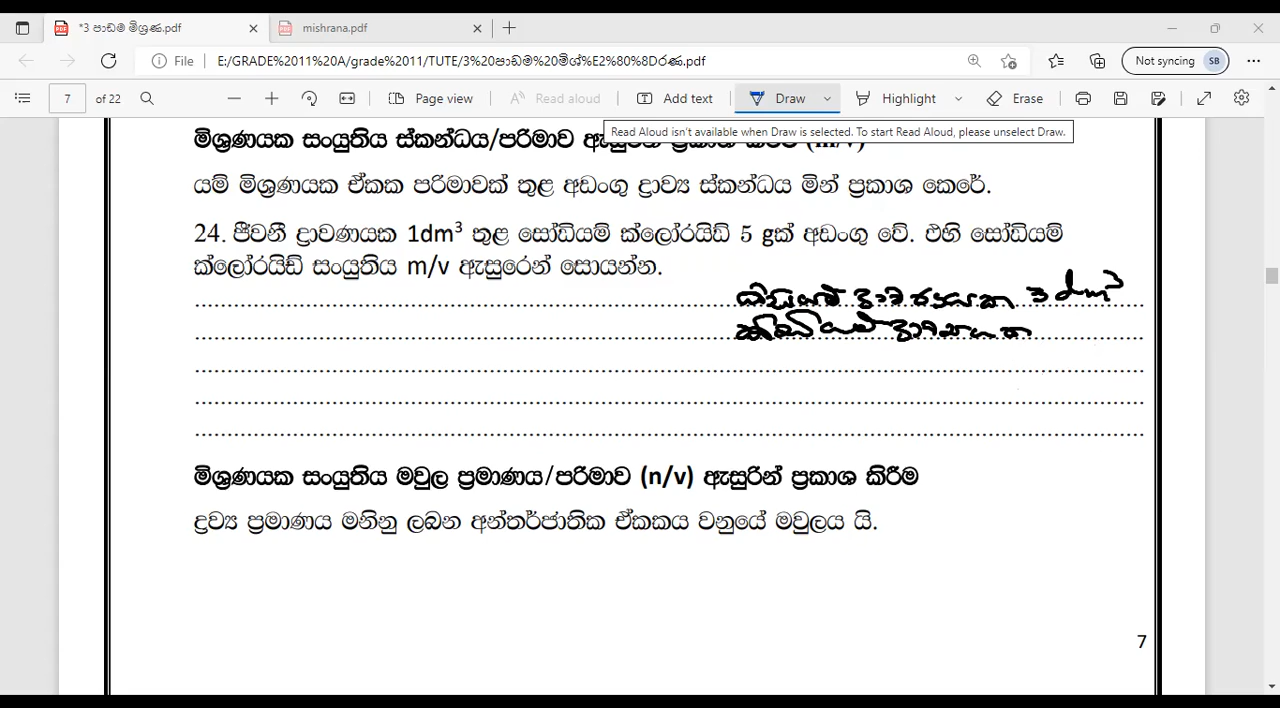 *3 පාඩම මිශ්‍රණ.pdf
mishrana.pdf
File E:/GRADE%2011%20A/grade%2011/TUTE/3%20පාඩම%20මිශ්%E2%80%8Dරණ.pdf Not syncing SB
7 of 22 Page view Read aloud Add text Draw Highlight Erase
Read Aloud isn't available when Draw is selected. To start Read Aloud, please unselect Draw.
මිශ්‍රණයක සංයුතිය ස්කන්ධය/පරිමාව
යම් මිශ්‍රණයක ඒකක පරිමාවක් තුළ අඩංගු ද්‍රාව්‍ය ස්කන්ධය මින් ප්‍රකාශ කෙරේ.
24. ජීවනී ද්‍රාවණයක 1dm³ තුළ සෝඩියම් ක්ලෝරයිඩ් 5 gක් අඩංගු වේ. එහි සෝඩියම්
ක්ලෝරයිඩ් සංයුතිය m/v ඇසුරෙන් සොයන්න.
3 dm³
මිශ්‍රණයක සංයුතිය මවුල ප්‍රමාණය/පරිමාව (n/v) ඇසුරින් ප්‍රකාශ කිරීම
ද්‍රව්‍ය ප්‍රමාණය මනිනු ලබන අන්තර්ජාතික ඒකකය වනුයේ මවුලය යි.
7